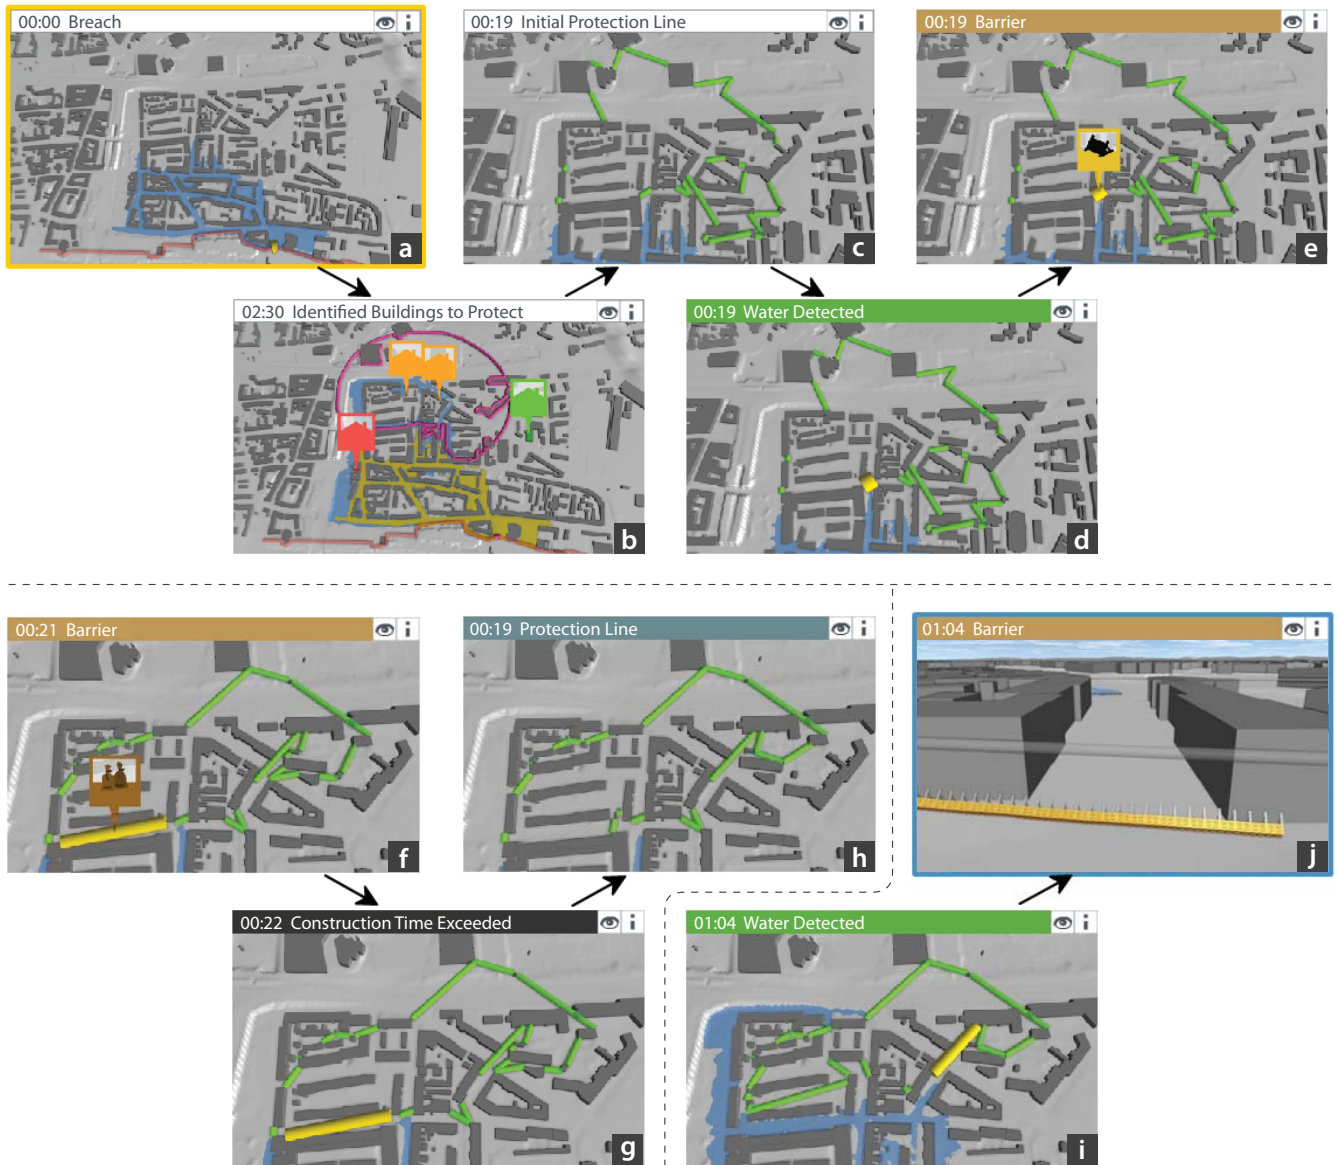 00:00 Breach
a
02:30 Identified Buildings to Protect
b
00:19 Initial Protection Line
c
00:19 Water Detected
d
00:19 Barrier
e
00:21 Barrier
f
00:22 Construction Time Exceeded
g
00:19 Protection Line
h
01:04 Water Detected
i
01:04 Barrier
j